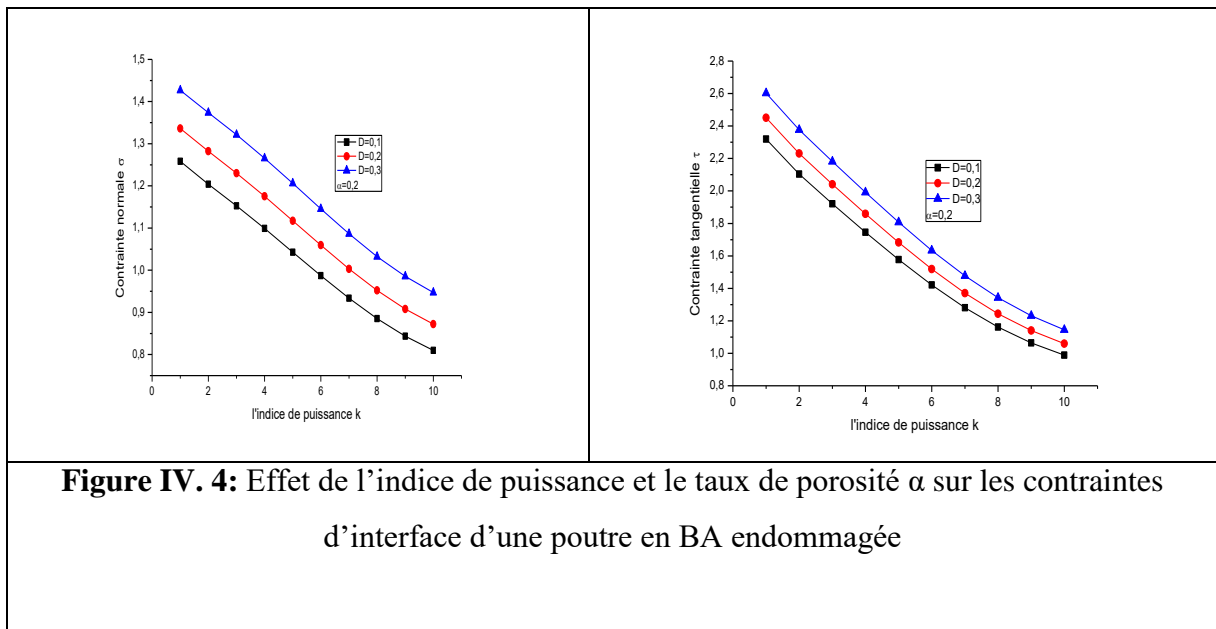 1,5
1,4
1,3
1,2
1,1
1,0
0,9
0,8
0
2
4
6
8
10
Contrainte normale σ
l'indice de puissance k
D=0,1
D=0,2
D=0,3
α=0,2
2,8
2,6
2,4
2,2
2,0
1,8
1,6
1,4
1,2
1,0
0,8
0
2
4
6
8
10
Contrainte tangentielle τ
l'indice de puissance k
D=0,1
D=0,2
D=0,3
α=0,2
Figure IV. 4: Effet de l’indice de puissance et le taux de porosité α sur les contraintes
d’interface d’une poutre en BA endommagée